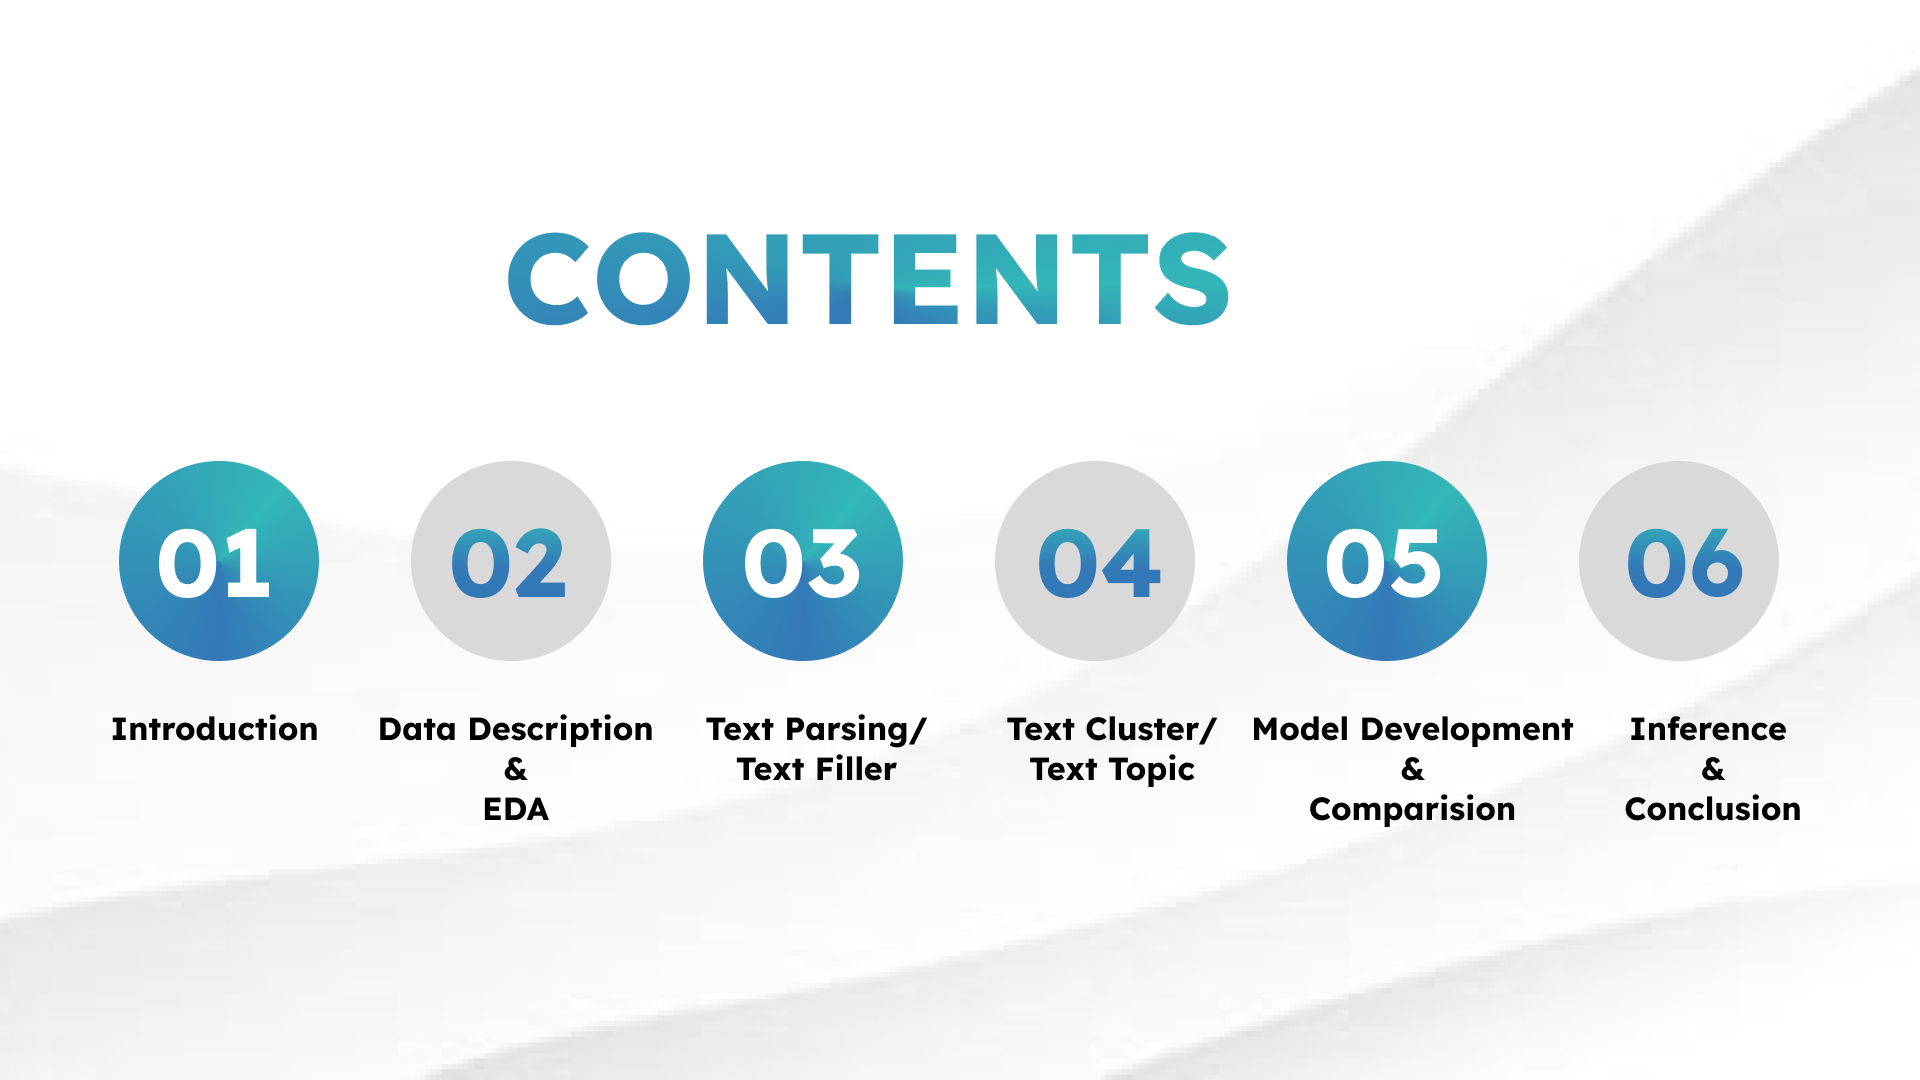 CONTENTS
01
02
03
04
05
06
Introduction
Data Description
&
EDA
Text Parsing/
Text Filler
Text Cluster/
Text Topic
Model Development
&
Comparision
Inference
&
Conclusion